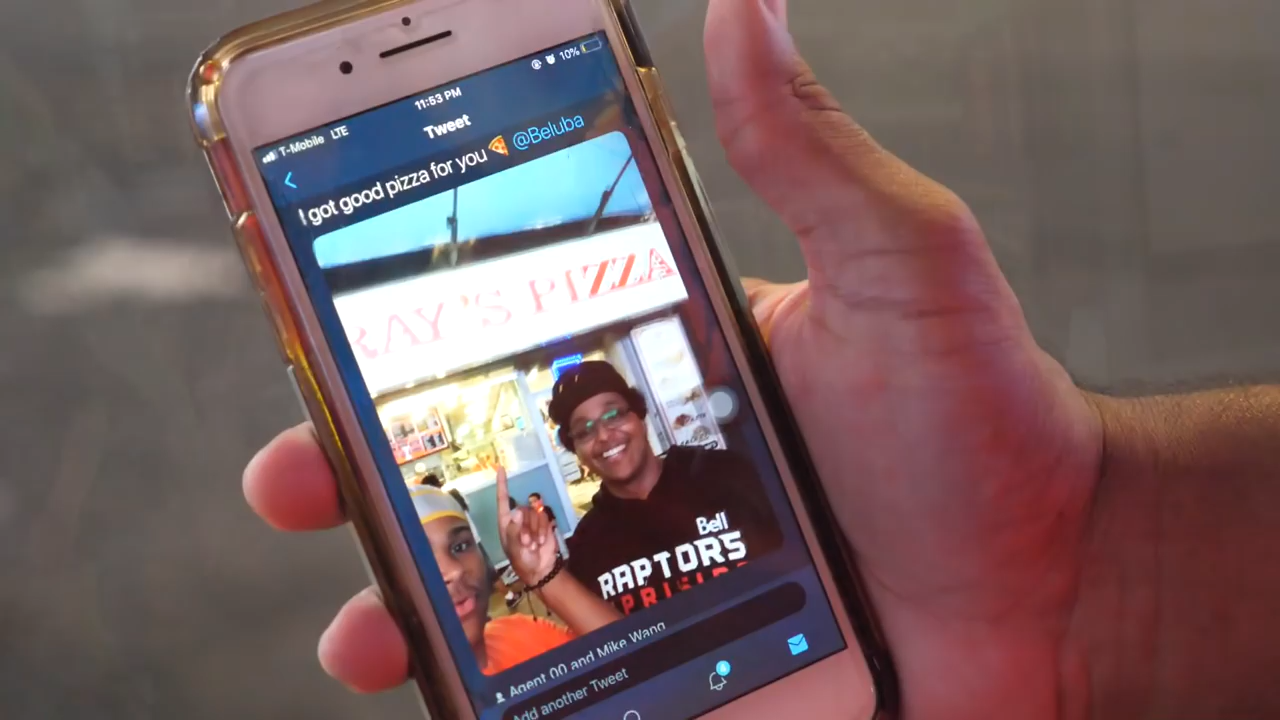 T-Mobile LTE
11:53 PM
10%
Tweet
I got good pizza for you 🍕 @Beluba
RAY'S PIZZA
Bell
RAPTORS
UPRISING
Agent 00 and Mike Wang
Add another Tweet